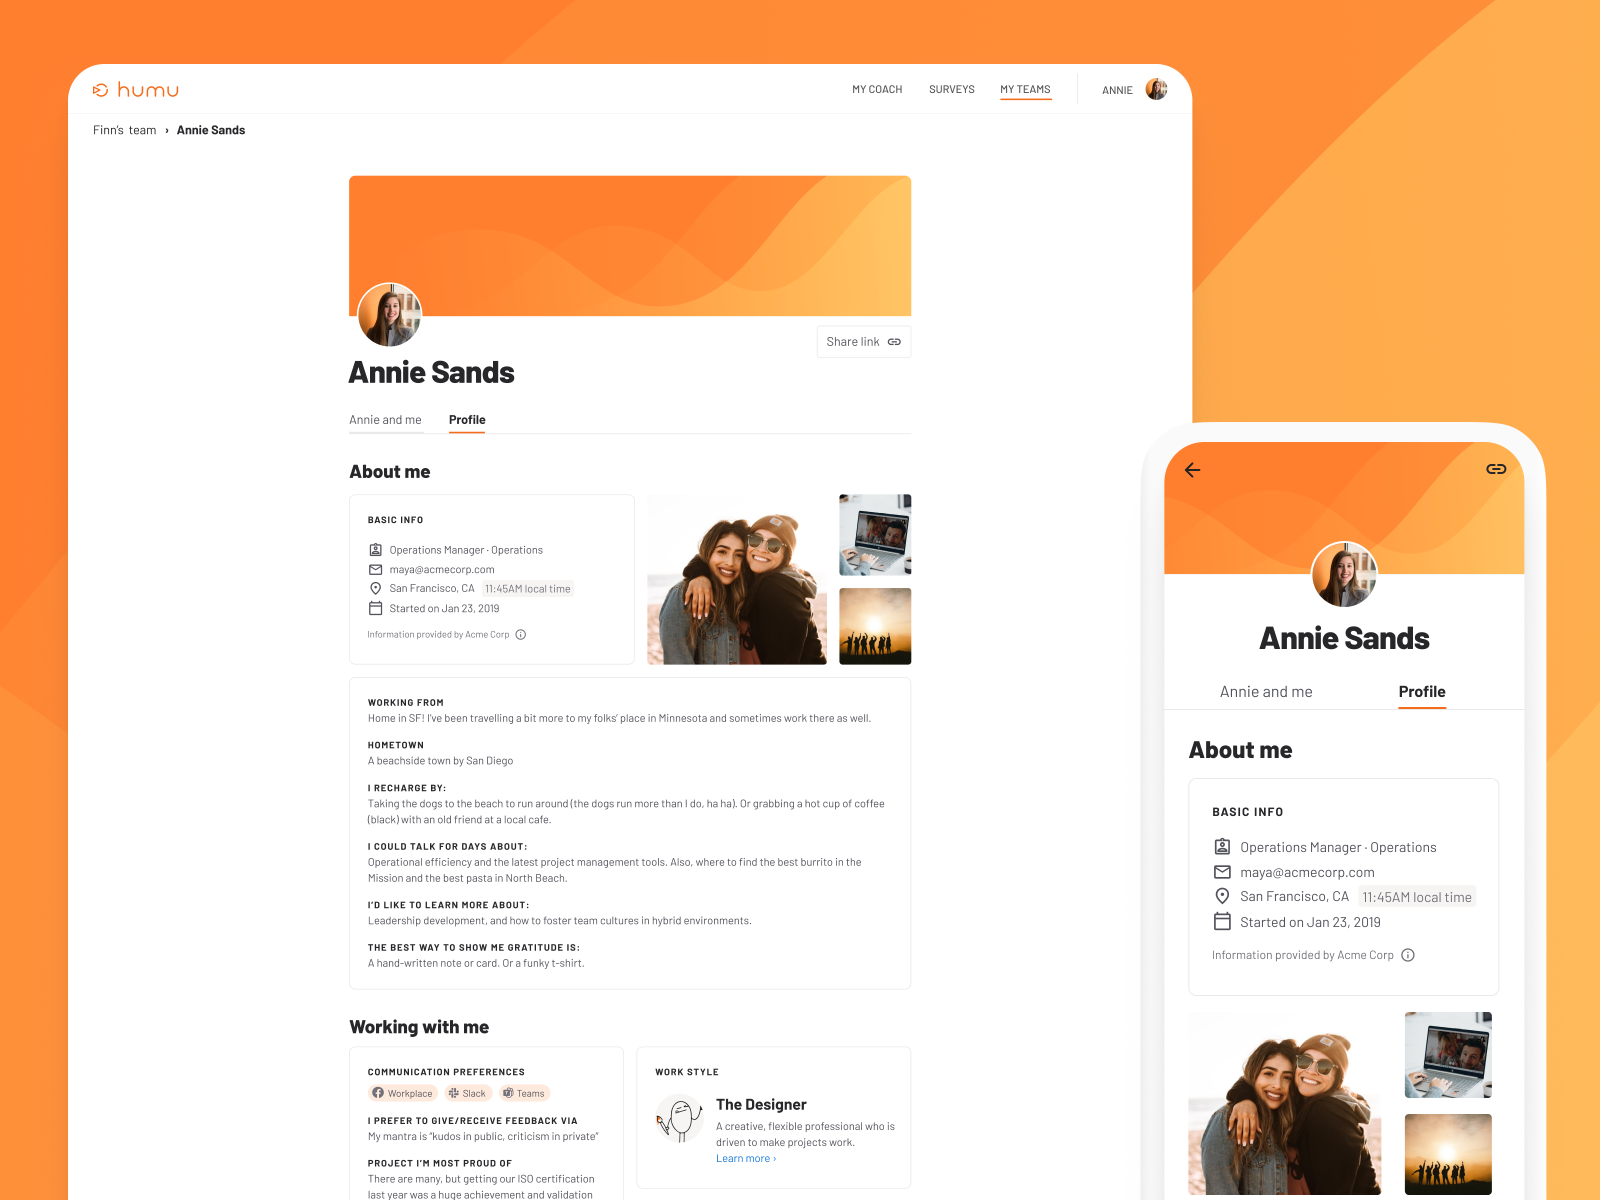 humu
MY COACH
SURVEYS
MY TEAMS
ANNIE
Finn's team › Annie Sands
Share link
Annie Sands
Annie and me
Profile
About me
BASIC INFO
Operations Manager · Operations
maya@acmecorp.com
San Francisco, CA 11:45AM local time
Started on Jan 23, 2019
Information provided by Acme Corp
WORKING FROM
Home in SF! I've been travelling a bit more to my folks' place in Minnesota and sometimes work there as well.
HOMETOWN
A beachside town by San Diego
I RECHARGE BY:
Taking the dogs to the beach to run around (the dogs run more than I do, ha ha). Or grabbing a hot cup of coffee
(black) with an old friend at a local cafe.
I COULD TALK FOR DAYS ABOUT:
Operational efficiency and the latest project management tools. Also, where to find the best burrito in the
Mission and the best pasta in North Beach.
I'D LIKE TO LEARN MORE ABOUT:
Leadership development, and how to foster team cultures in hybrid environments.
THE BEST WAY TO SHOW ME GRATITUDE IS:
A hand-written note or card. Or a funky t-shirt.
Working with me
COMMUNICATION PREFERENCES
Workplace
Slack
Teams
I PREFER TO GIVE/RECEIVE FEEDBACK VIA
My mantra is "kudos in public, criticism in private"
PROJECT I'M MOST PROUD OF
There are many, but getting our ISO certification
last year was a huge achievement and validation
WORK STYLE
The Designer
A creative, flexible professional who is
driven to make projects work.
Learn more ›
Annie Sands
Annie and me
Profile
About me
BASIC INFO
Operations Manager · Operations
maya@acmecorp.com
San Francisco, CA 11:45AM local time
Started on Jan 23, 2019
Information provided by Acme Corp